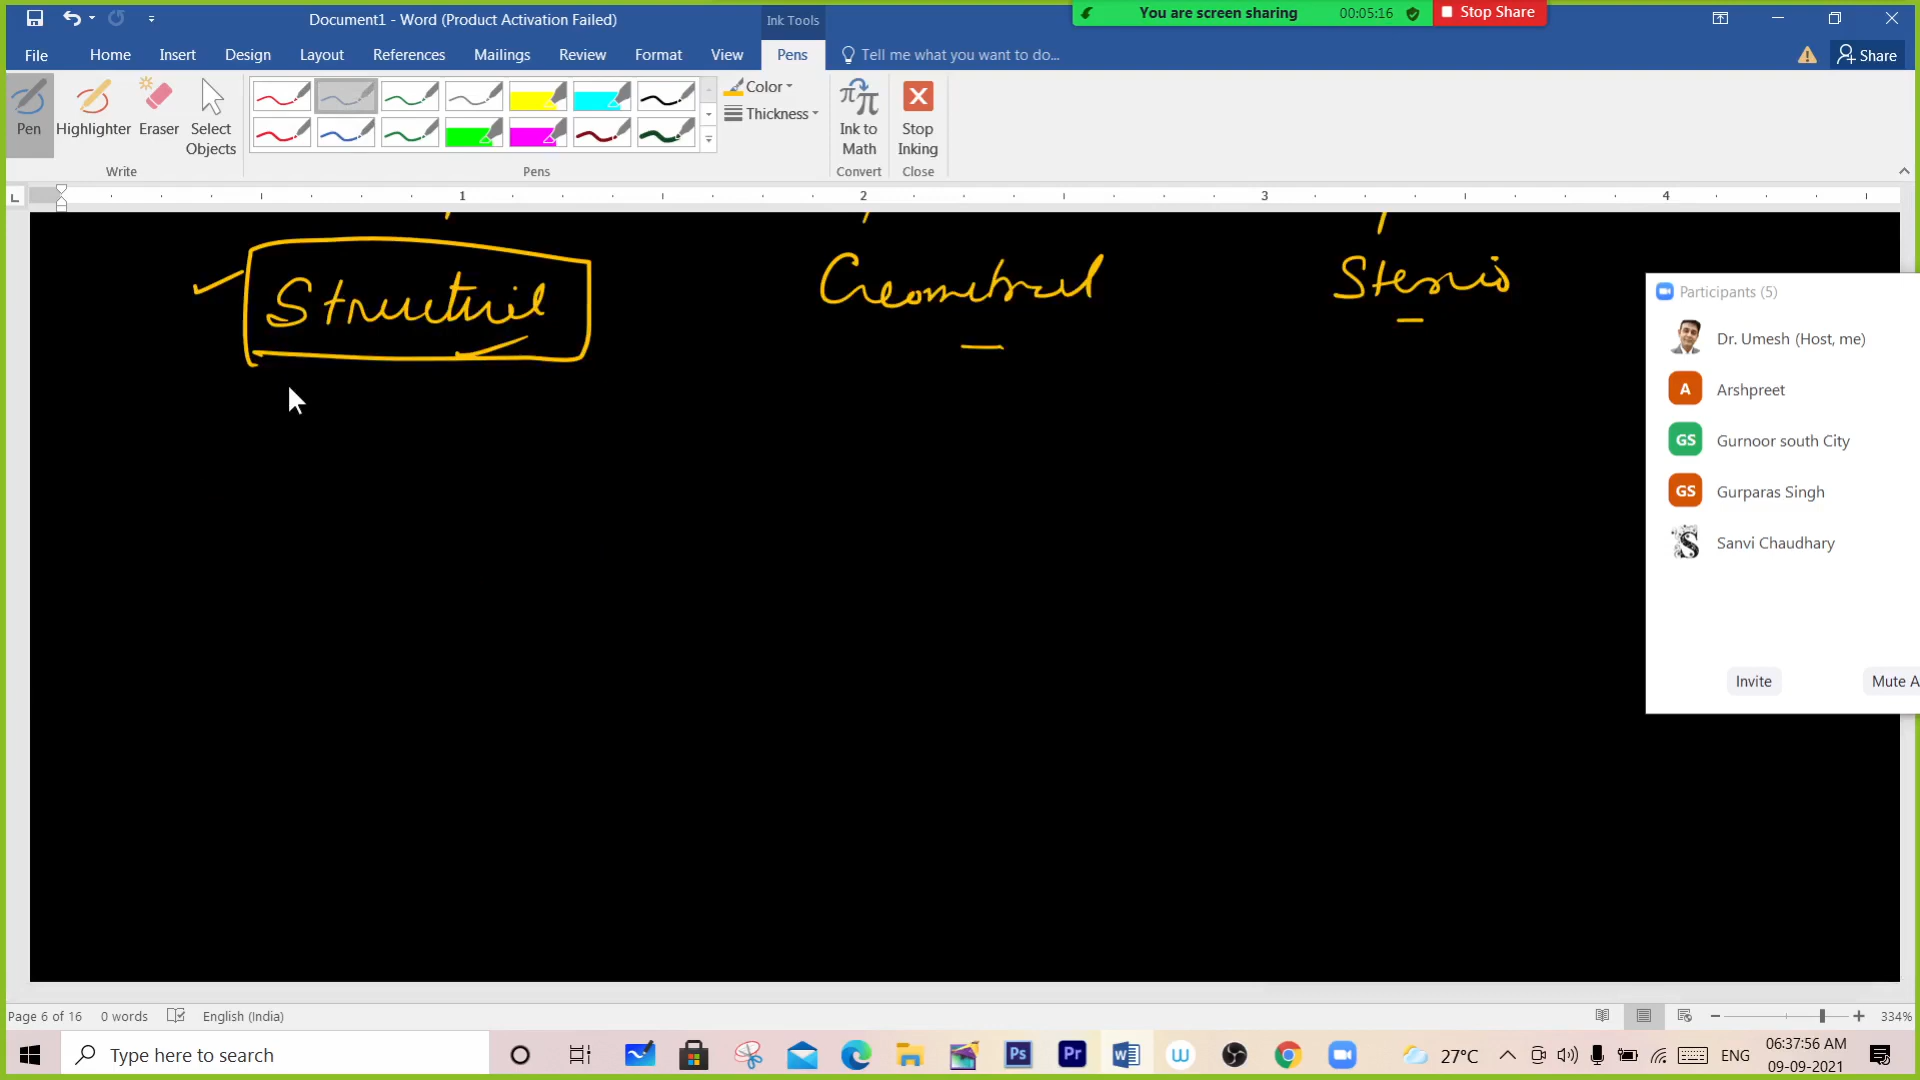 Document1 - Word (Product Activation Failed)
Ink Tools
You are screen sharing
00:05:16
Stop Share
File
Home
Insert
Design
Layout
References
Mailings
Review
Format
View
Pens
Tell me what you want to do...
Share
Pen
Highlighter
Eraser
Select
Objects
Color
Thickness
Ink to
Math
Stop
Inking
Write
Pens
Convert
Close
1
2
3
4
Structural
Geometrical
Participants (5)
Dr. Umesh (Host, me)
A
Arshpreet
GS
Gurnoor south City
GS
Gurparas Singh
Sanvi Chaudhary
Invite
Mute A
Page 6 of 16
0 words
English (India)
334%
Type here to search
Ps
Pr
27°C
ENG
06:37:56 AM
09-09-2021